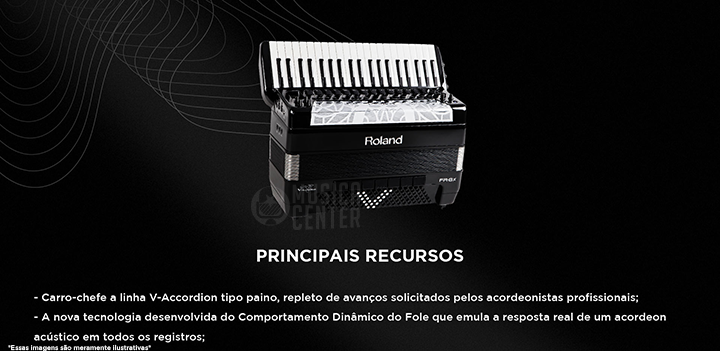 Roland
FR-8x
MUSICAL
CENTER
PRINCIPAIS RECURSOS
- Carro-chefe a linha V-Accordion tipo paino, repleto de avanços solicitados pelos acordeonistas profissionais;
- A nova tecnologia desenvolvida do Comportamento Dinâmico do Fole que emula a resposta real de um acordeon
acústico em todos os registros;
*Essas imagens são meramente ilustrativas*